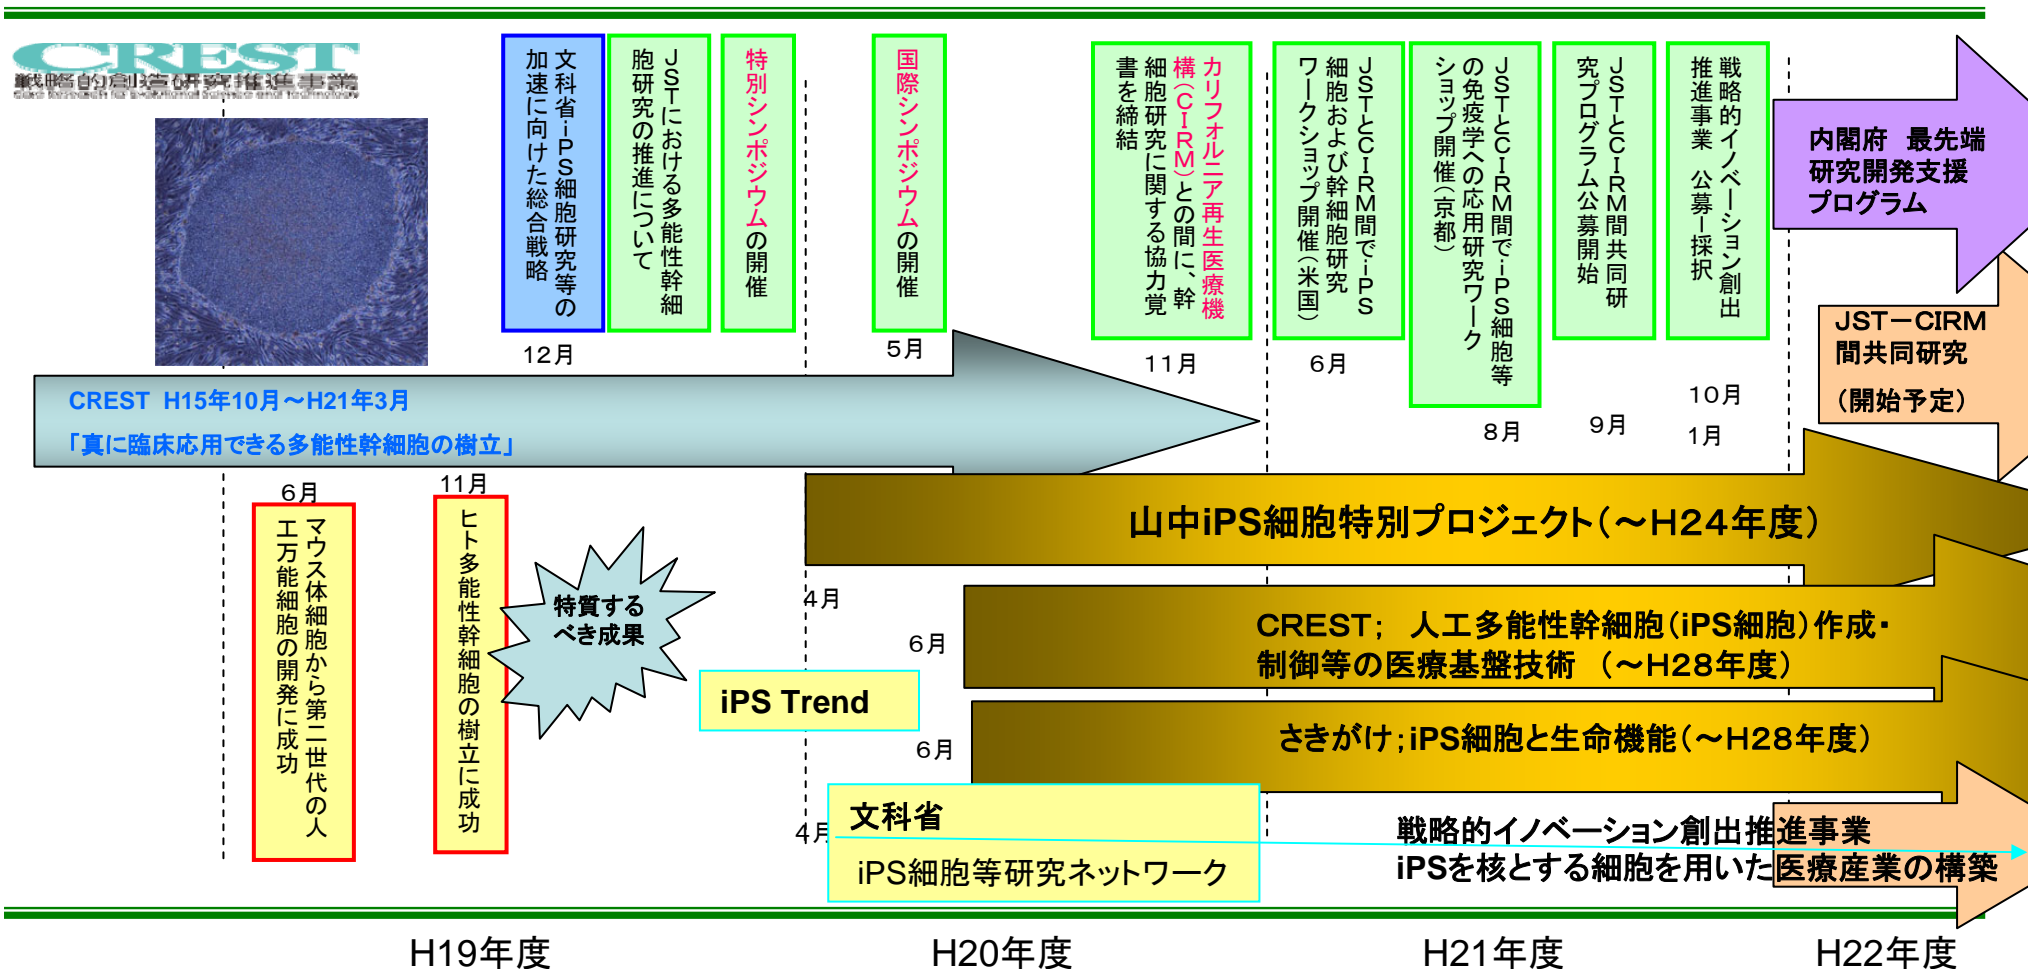 CREST
戦略的創造研究推進事業
文科省-iPS細胞研究等の
加速に向けた総合戦略
12月
JSTにおける多能性幹細
胞研究の推進について
特別シンポジウムの開催
国際シンポジウムの開催
5月
カリフォルニア再生医療機
構(CIRM)との間に、幹
細胞研究に関する協力覚
書を締結
11月
JSTとCIRM間でiPS
細胞および幹細胞研究
ワークショップ開催(米国)
6月
JSTとCIRM間でiPS細胞等
の免疫学への応用研究ワーク
ショップ開催(京都)
8月
JSTとCIRM間共同研
究プログラム公募開始
9月
戦略的イノベーション創出
推進事業 公募ー採択
10月
1月
内閣府 最先端
研究開発支援
プログラム
JST-CIRM
間共同研究
(開始予定)
CREST H15年10月~H21年3月
「真に臨床応用できる多能性幹細胞の樹立」
6月
マウス体細胞から第二世代の人
工万能細胞の開発に成功
11月
ヒト多能性幹細胞の樹立に成功
特質する
べき成果
山中iPS細胞特別プロジェクト(~H24年度)
4月
CREST; 人工多能性幹細胞(iPS細胞)作成・
制御等の医療基盤技術 (~H28年度)
6月
iPS Trend
さきがけ;iPS細胞と生命機能(~H28年度)
6月
4月
文科省
iPS細胞等研究ネットワーク
戦略的イノベーション創出推進事業
iPSを核とする細胞を用いた医療産業の構築
H19年度
H20年度
H21年度
H22年度